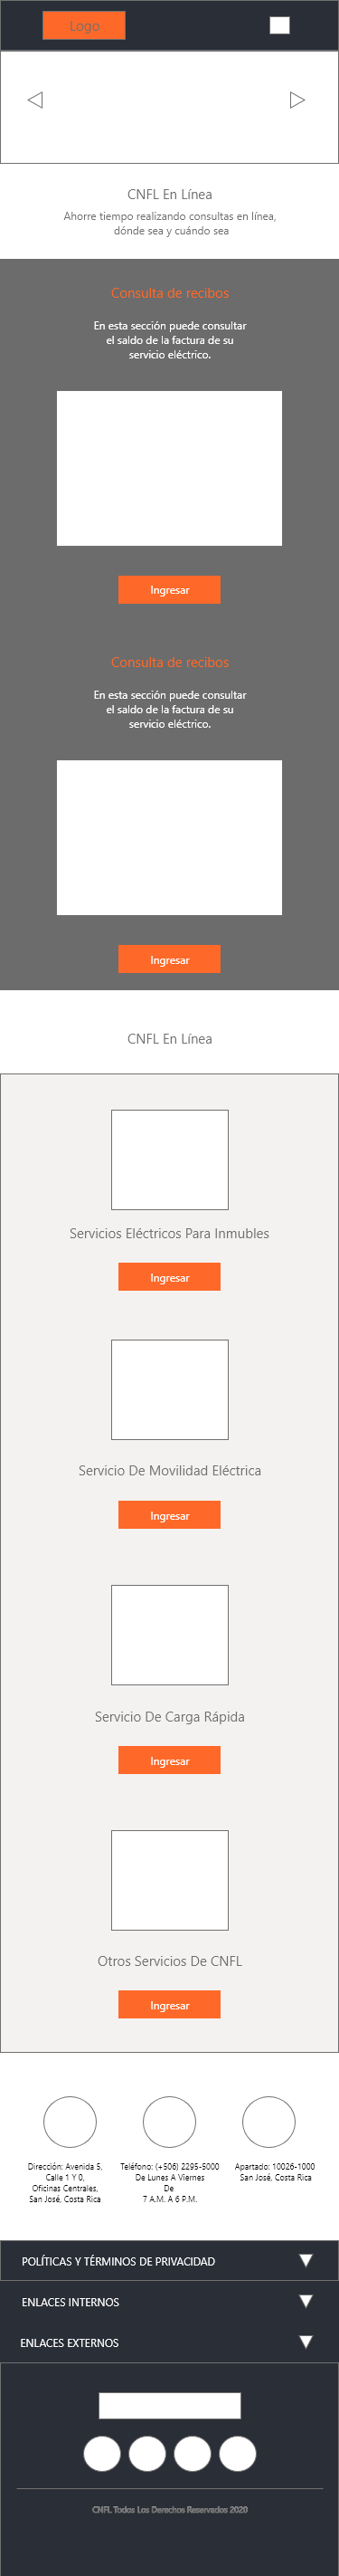 Logo
CNFL En Línea
Ahorre tiempo realizando consultas en línea,
dónde sea y cuándo sea
Consulta de recibos
En esta sección puede consultar
el saldo de la factura de su
servicio eléctrico.
Ingresar
Consulta de recibos
En esta sección puede consultar
el saldo de la factura de su
servicio eléctrico.
Ingresar
CNFL En Línea
Servicios Eléctricos Para Inmubles
Ingresar
Servicio De Movilidad Eléctrica
Ingresar
Servicio De Carga Rápida
Ingresar
Otros Servicios De CNFL
Ingresar
Dirección: Avenida 5,
Calle 1 Y 0,
Oficinas Centrales,
San José, Costa Rica
Teléfono: (+506) 2295-5000
De Lunes A Viernes
De
7 A.M. A 6 P.M.
Apartado: 10026-1000
San José, Costa Rica
POLÍTICAS Y TÉRMINOS DE PRIVACIDAD
ENLACES INTERNOS
ENLACES EXTERNOS
CNFL Todos Los Derechos Reservados 2020